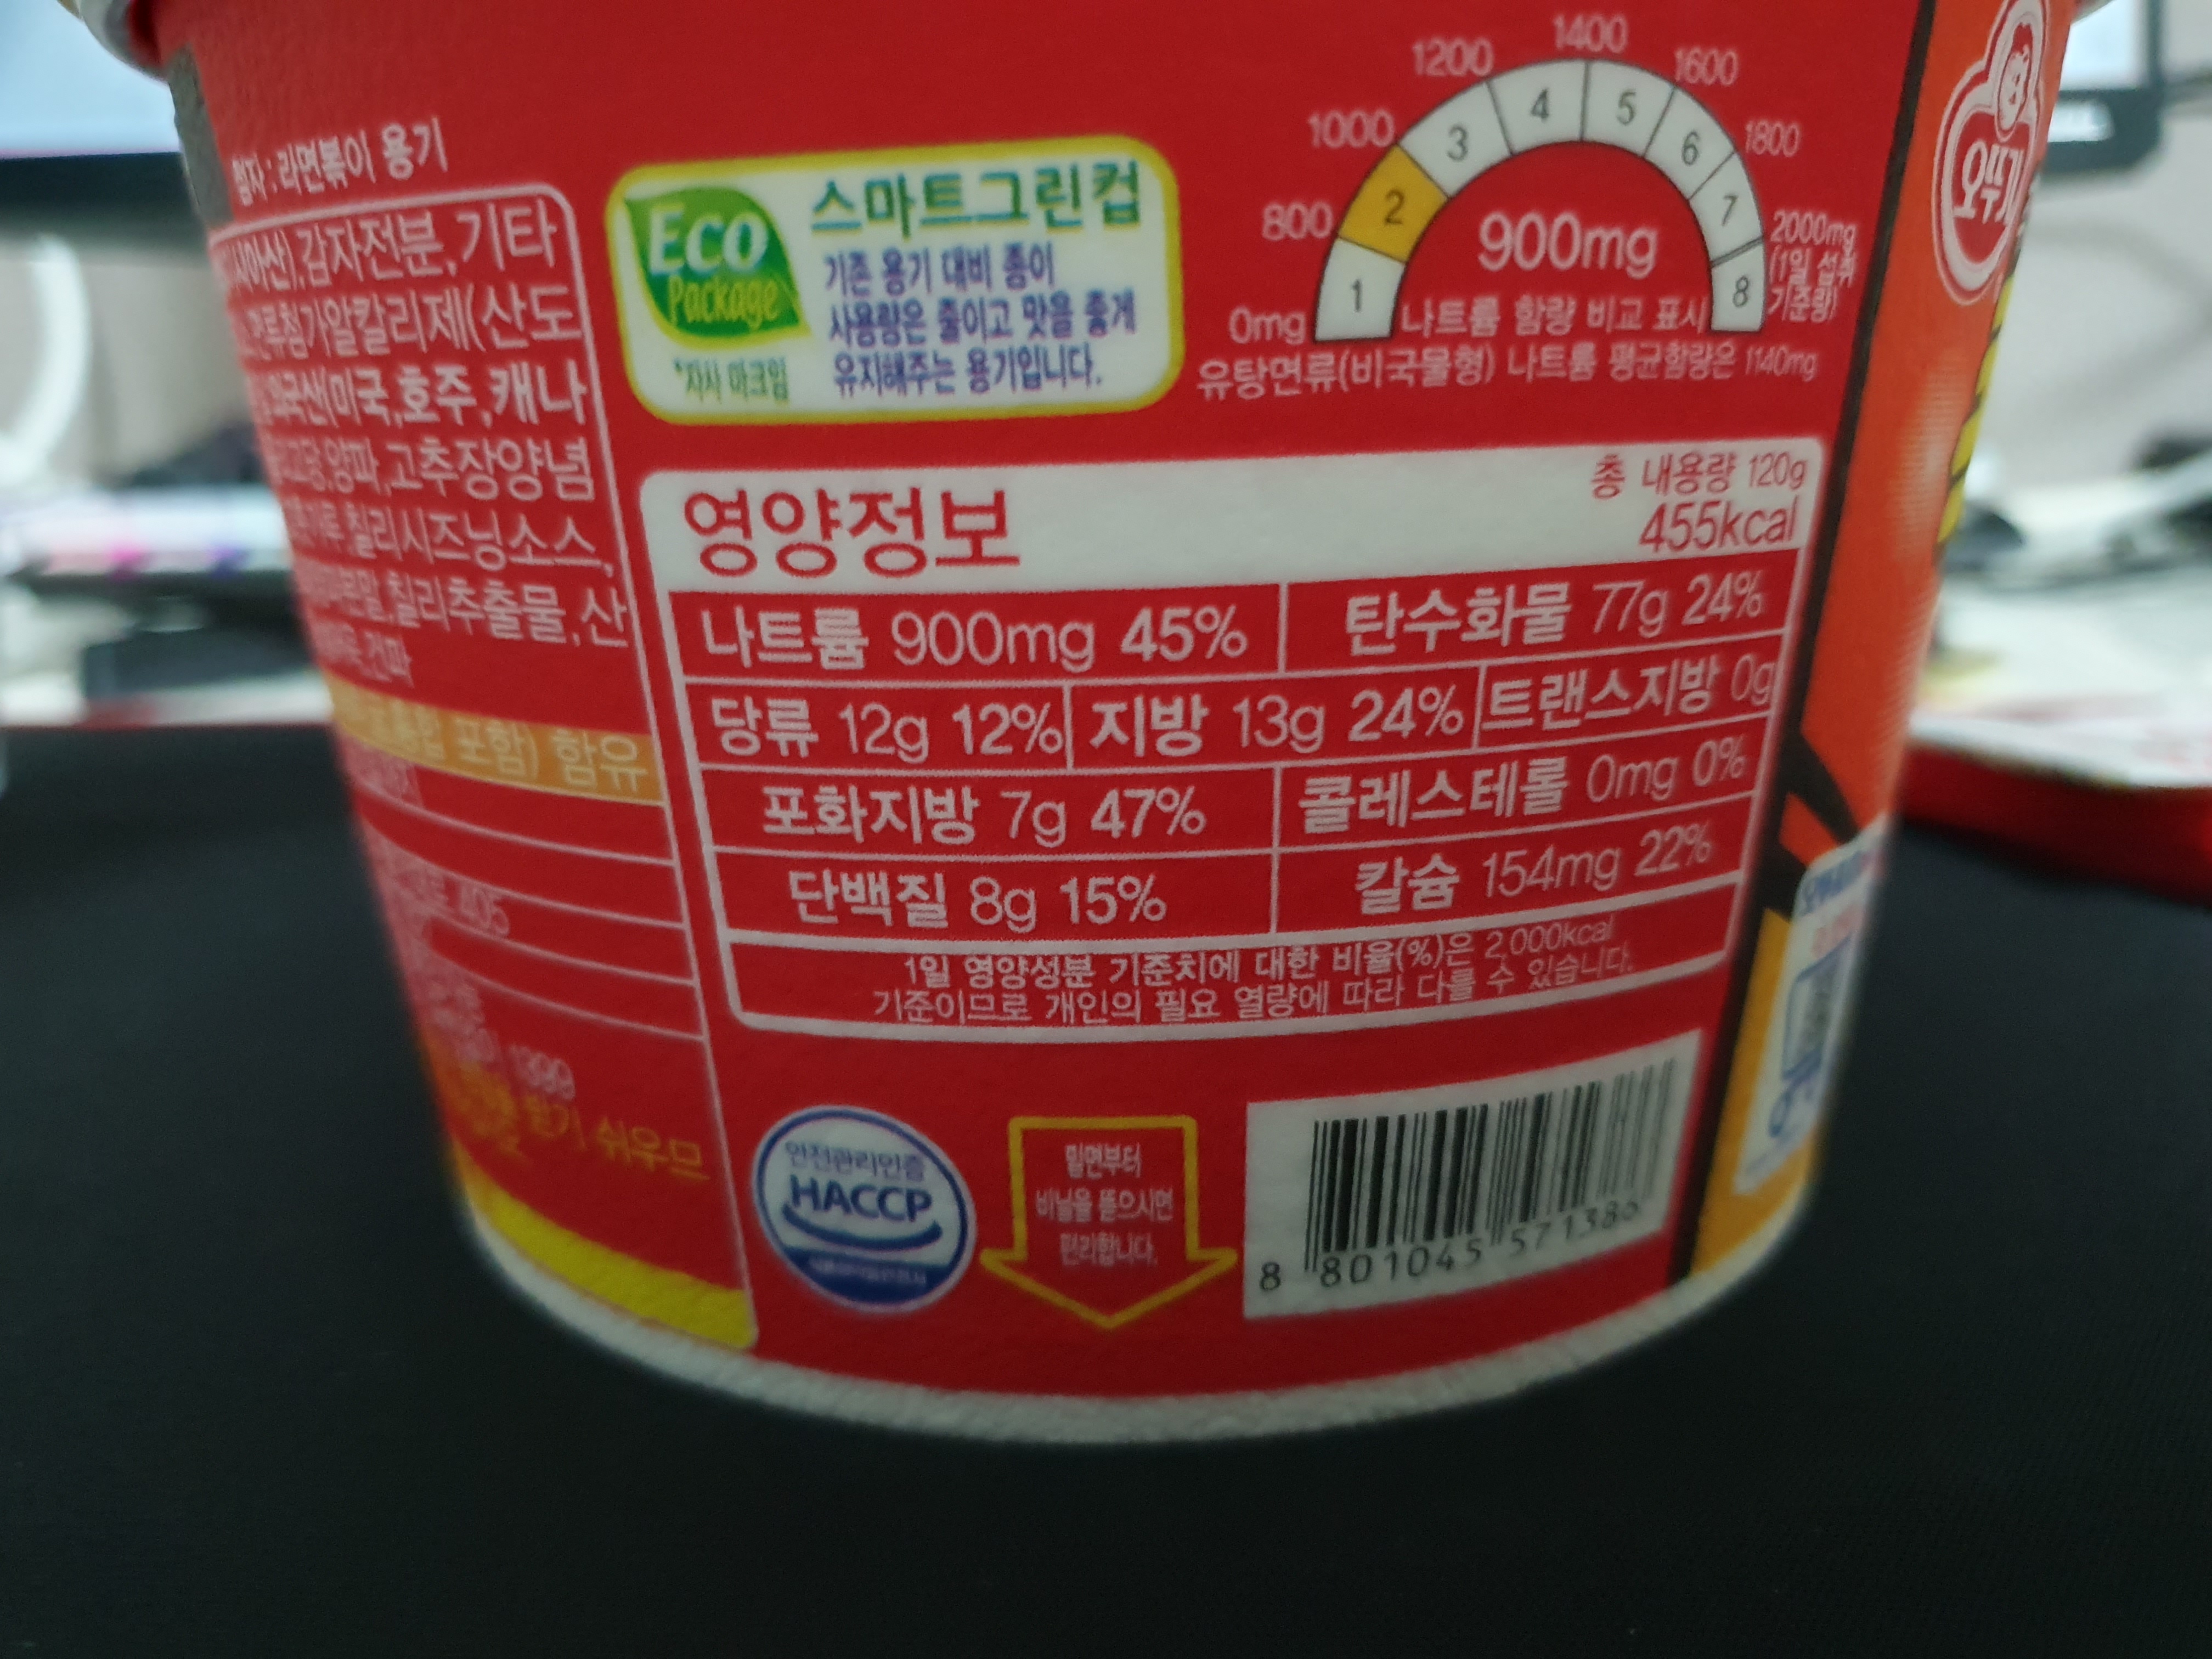 라면볶이 용기
감자전분,기타
알칼리제(산도
(미국,호주,캐나
양파,고추장양념
칠리시즈닝소스,
칠리추출물,산
포함) 함유
1399
쉬우므
Eco
Package
*자사 마크임
스마트그린컵
기존 용기 대비 종이
사용량은 줄이고 맛을 좋게
유지해주는 용기입니다.
0mg
800
1000
1200
1400
1600
1800
2000mg
(1일 섭취
기준량)
1
2
3
4
5
6
7
8
900mg
나트륨 함량 비교 표시
유탕면류(비국물형) 나트륨 평균함량은 1140mg
오뚜기
영양정보
총 내용량 120g
455kcal
나트륨 900mg 45% 탄수화물 77g 24%
당류 12g 12% 지방 13g 24% 트랜스지방 0g
포화지방 7g 47% 콜레스테롤 0mg 0%
단백질 8g 15% 칼슘 154mg 22%
1일 영양성분 기준치에 대한 비율(%)은 2,000kcal
기준이므로 개인의 필요 열량에 따라 다를 수 있습니다.
안전관리인증
HACCP
밑면부터
비닐을 뜯으시면
편리합니다.
8 801045 571386